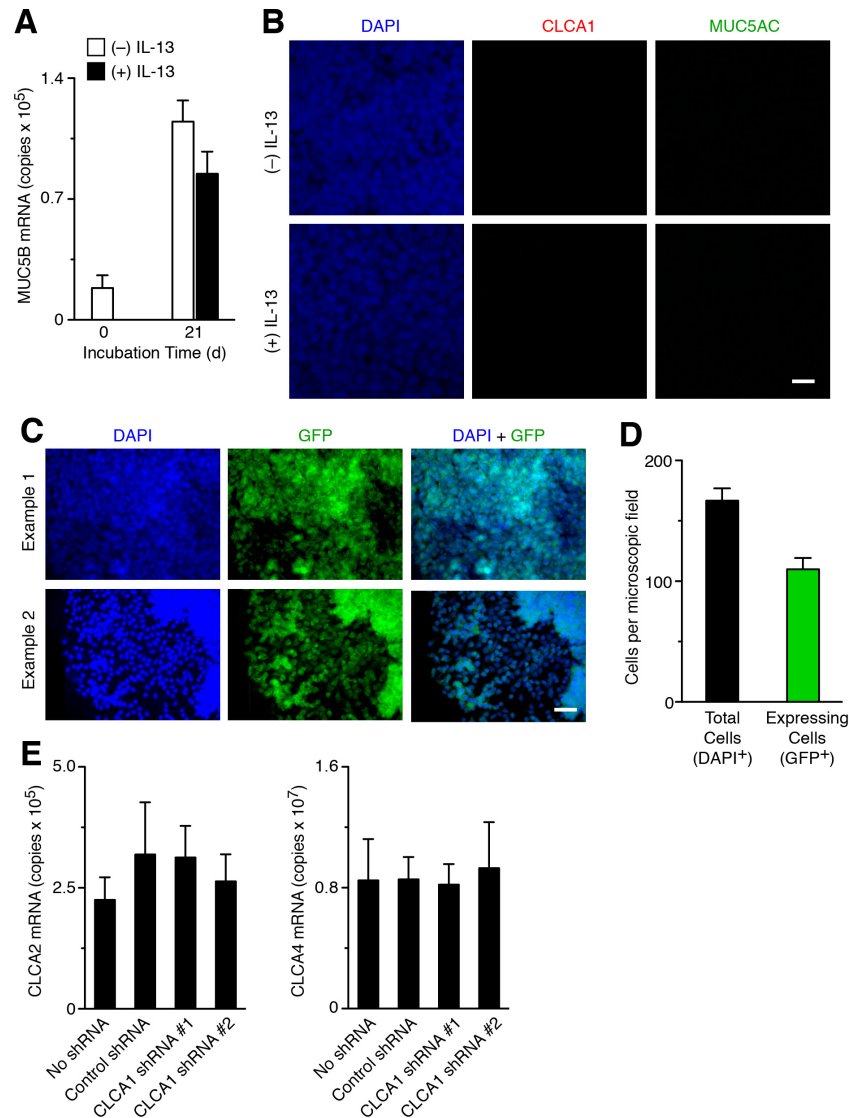 A
(–) IL-13
(+) IL-13
MUC5B mRNA (copies x 10⁵)
1.4
0.7
0
0
21
Incubation Time (d)
B
DAPI
CLCA1
MUC5AC
(–) IL-13
(+) IL-13
C
DAPI
GFP
DAPI + GFP
Example 1
Example 2
D
Cells per microscopic field
200
100
0
Total
Cells
(DAPI⁺)
Expressing
Cells
(GFP⁺)
E
CLCA2 mRNA (copies x 10⁵)
5.0
2.5
0
No shRNA
Control shRNA
CLCA1 shRNA #1
CLCA1 shRNA #2
CLCA4 mRNA (copies x 10⁷)
1.6
0.8
0
No shRNA
Control shRNA
CLCA1 shRNA #1
CLCA1 shRNA #2